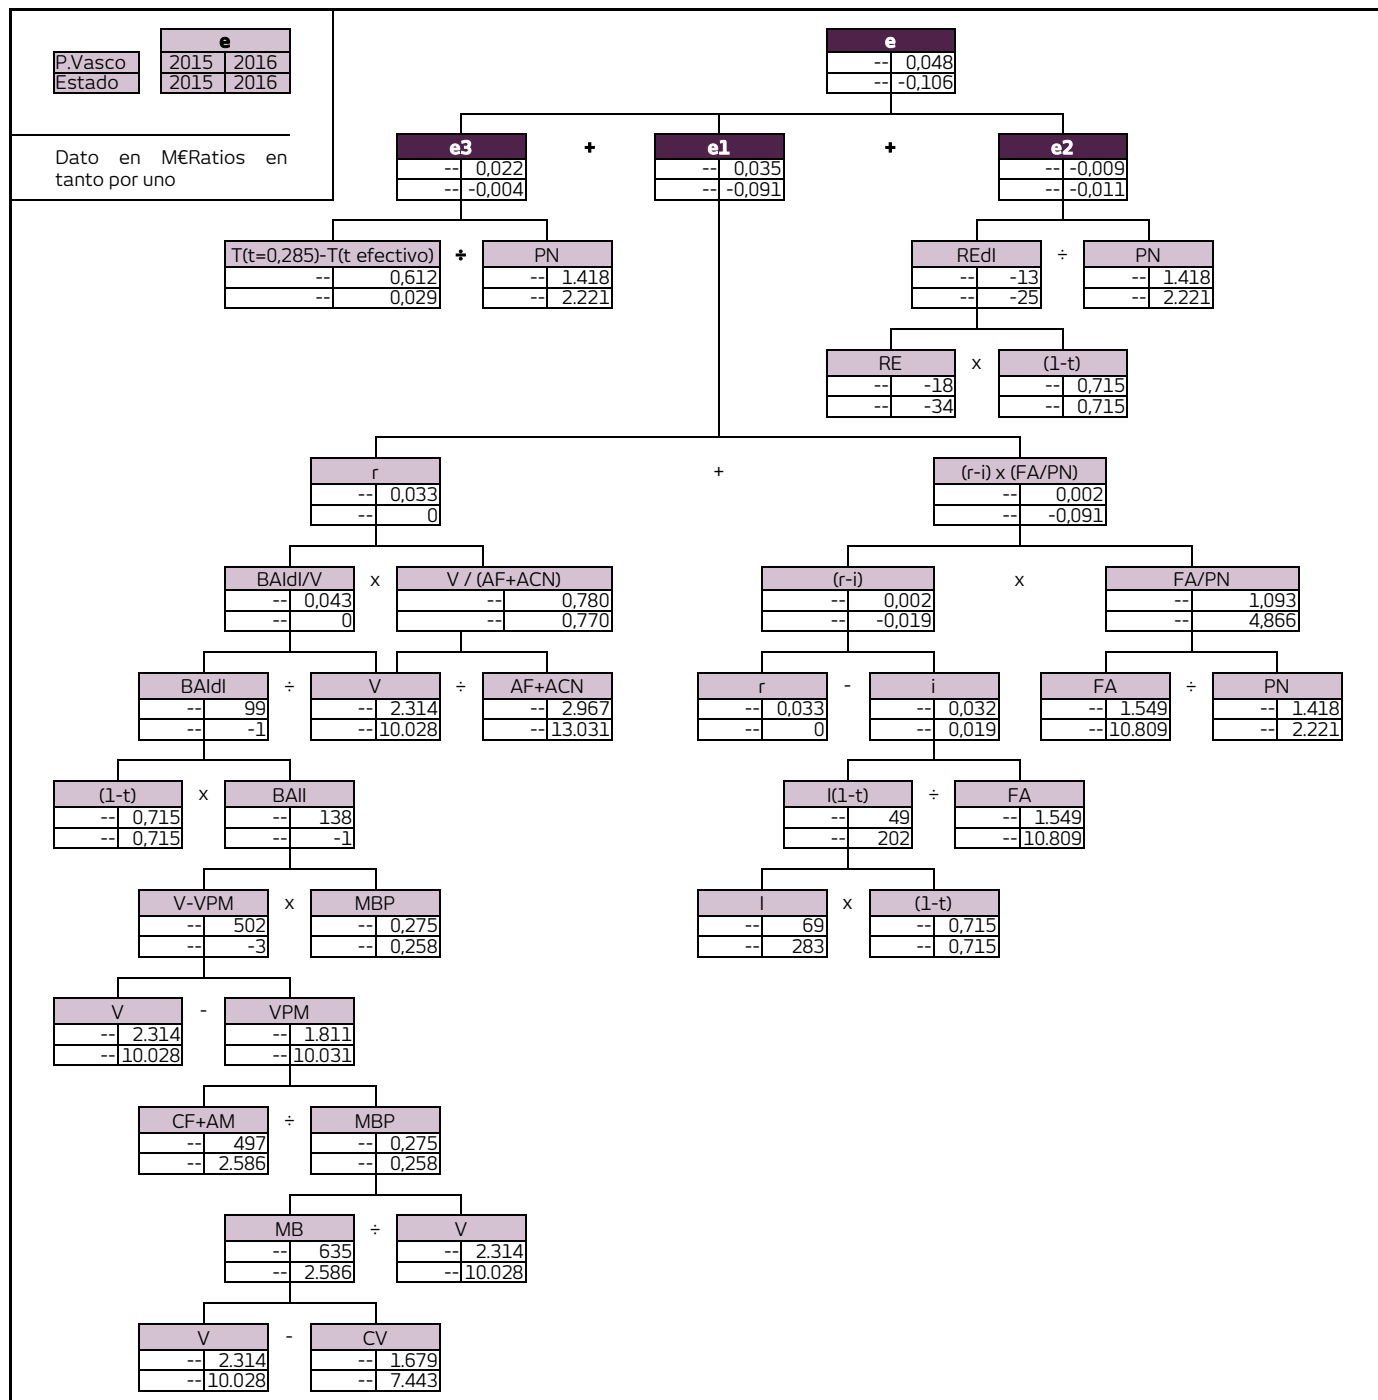 e
P.Vasco 2015 2016
Estado 2015 2016
Dato en M€Ratios en
tanto por uno
e
-- 0,048
-- -0,106
e3 + e1 + e2
-- 0,022 -- 0,035 -- -0,009
-- -0,004 -- -0,091 -- -0,011
T(t=0,285)-T(t efectivo) ÷ PN REdI ÷ PN
-- 0,612 -- 1.418 -- -13 -- 1.418
-- 0,029 -- 2.221 -- -25 -- 2.221
RE x (1-t)
-- -18 -- 0,715
-- -34 -- 0,715
r + (r-i) x (FA/PN)
-- 0,033 -- 0,002
-- 0 -- -0,091
BAIdI/V x V / (AF+ACN) (r-i) x FA/PN
-- 0,043 -- 0,780 -- 0,002 -- 1,093
-- 0 -- 0,770 -- -0,019 -- 4,866
BAIdI ÷ V ÷ AF+ACN r - i FA ÷ PN
-- 99 -- 2.314 -- 2.967 -- 0,033 -- 0,032 -- 1.549 -- 1.418
-- -1 -- 10.028 -- 13.031 -- 0 -- 0,019 -- 10.809 -- 2.221
(1-t) x BAII I(1-t) ÷ FA
-- 0,715 -- 138 -- 49 -- 1.549
-- 0,715 -- -1 -- 202 -- 10.809
V-VPM x MBP I x (1-t)
-- 502 -- 0,275 -- 69 -- 0,715
-- -3 -- 0,258 -- 283 -- 0,715
V - VPM
-- 2.314 -- 1.811
-- 10.028 -- 10.031
CF+AM ÷ MBP
-- 497 -- 0,275
-- 2.586 -- 0,258
MB ÷ V
-- 635 -- 2.314
-- 2.586 -- 10.028
V - CV
-- 2.314 -- 1.679
-- 10.028 -- 7.443